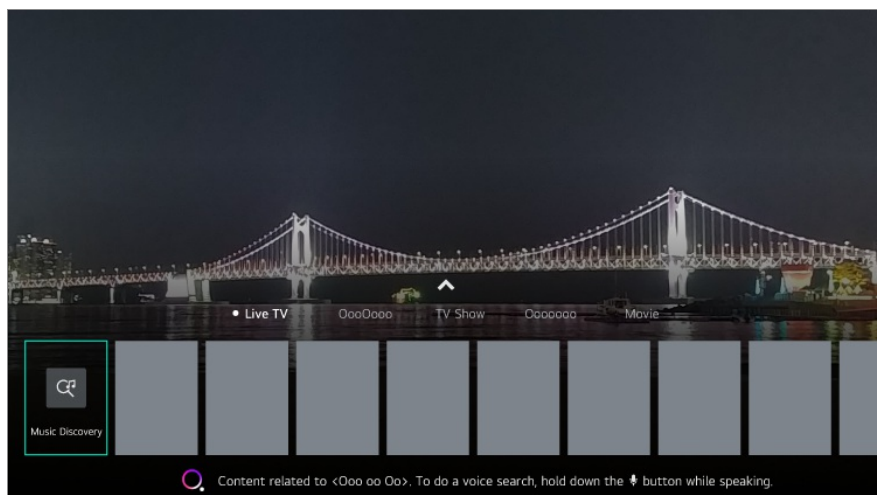 Live TV
OooOooo
TV Show
Ooooooo
Movie
Music Discovery
Content related to <Ooo oo Oo>. To do a voice search, hold down the button while speaking.